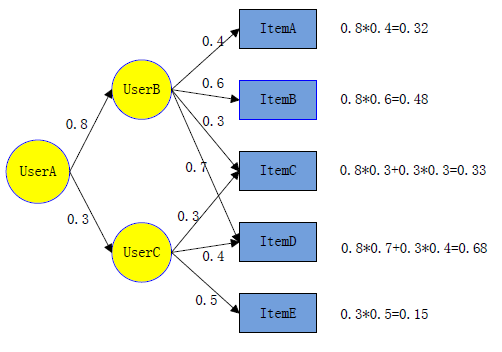 ItemA 0.8*0.4=0.32
0.4
UserB
0.6
ItemB 0.8*0.6=0.48
0.8
0.3
UserA
0.7
ItemC 0.8*0.3+0.3*0.3=0.33
0.3
0.3
UserC
0.4
ItemD 0.8*0.7+0.3*0.4=0.68
0.5
ItemE 0.3*0.5=0.15